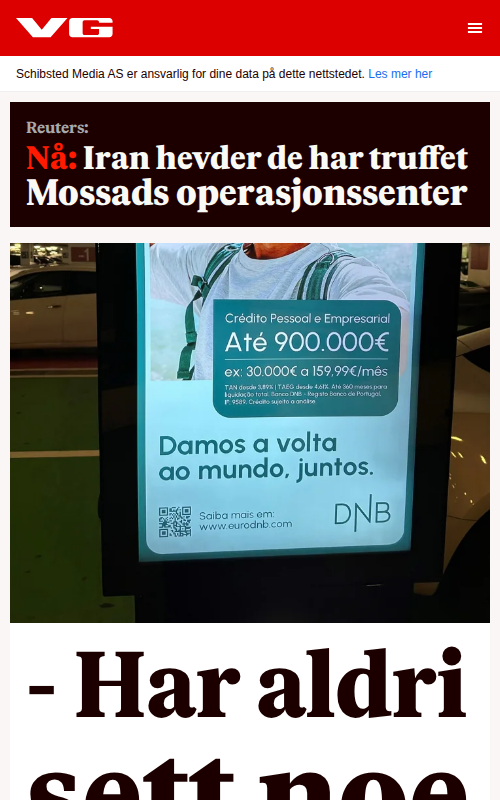 VG
Schibsted Media AS er ansvarlig for dine data på dette nettstedet. Les mer her
Reuters:
Nå: Iran hevder de har truffet
Mossads operasjonssenter
Crédito Pessoal e Empresarial
Até 900.000€
ex: 30.000€ a 159,99€/mês
TAN desde 3,89% | TAEG desde 4,61%. Até 360 meses para
liquidação total. Banco DNB - Registo Banco de Portugal,
nº 9559. Crédito sujeito a análise.
Damos a volta
ao mundo, juntos.
Saiba mais em:
www.eurodnb.com
DNB
- Har aldri
sett noe